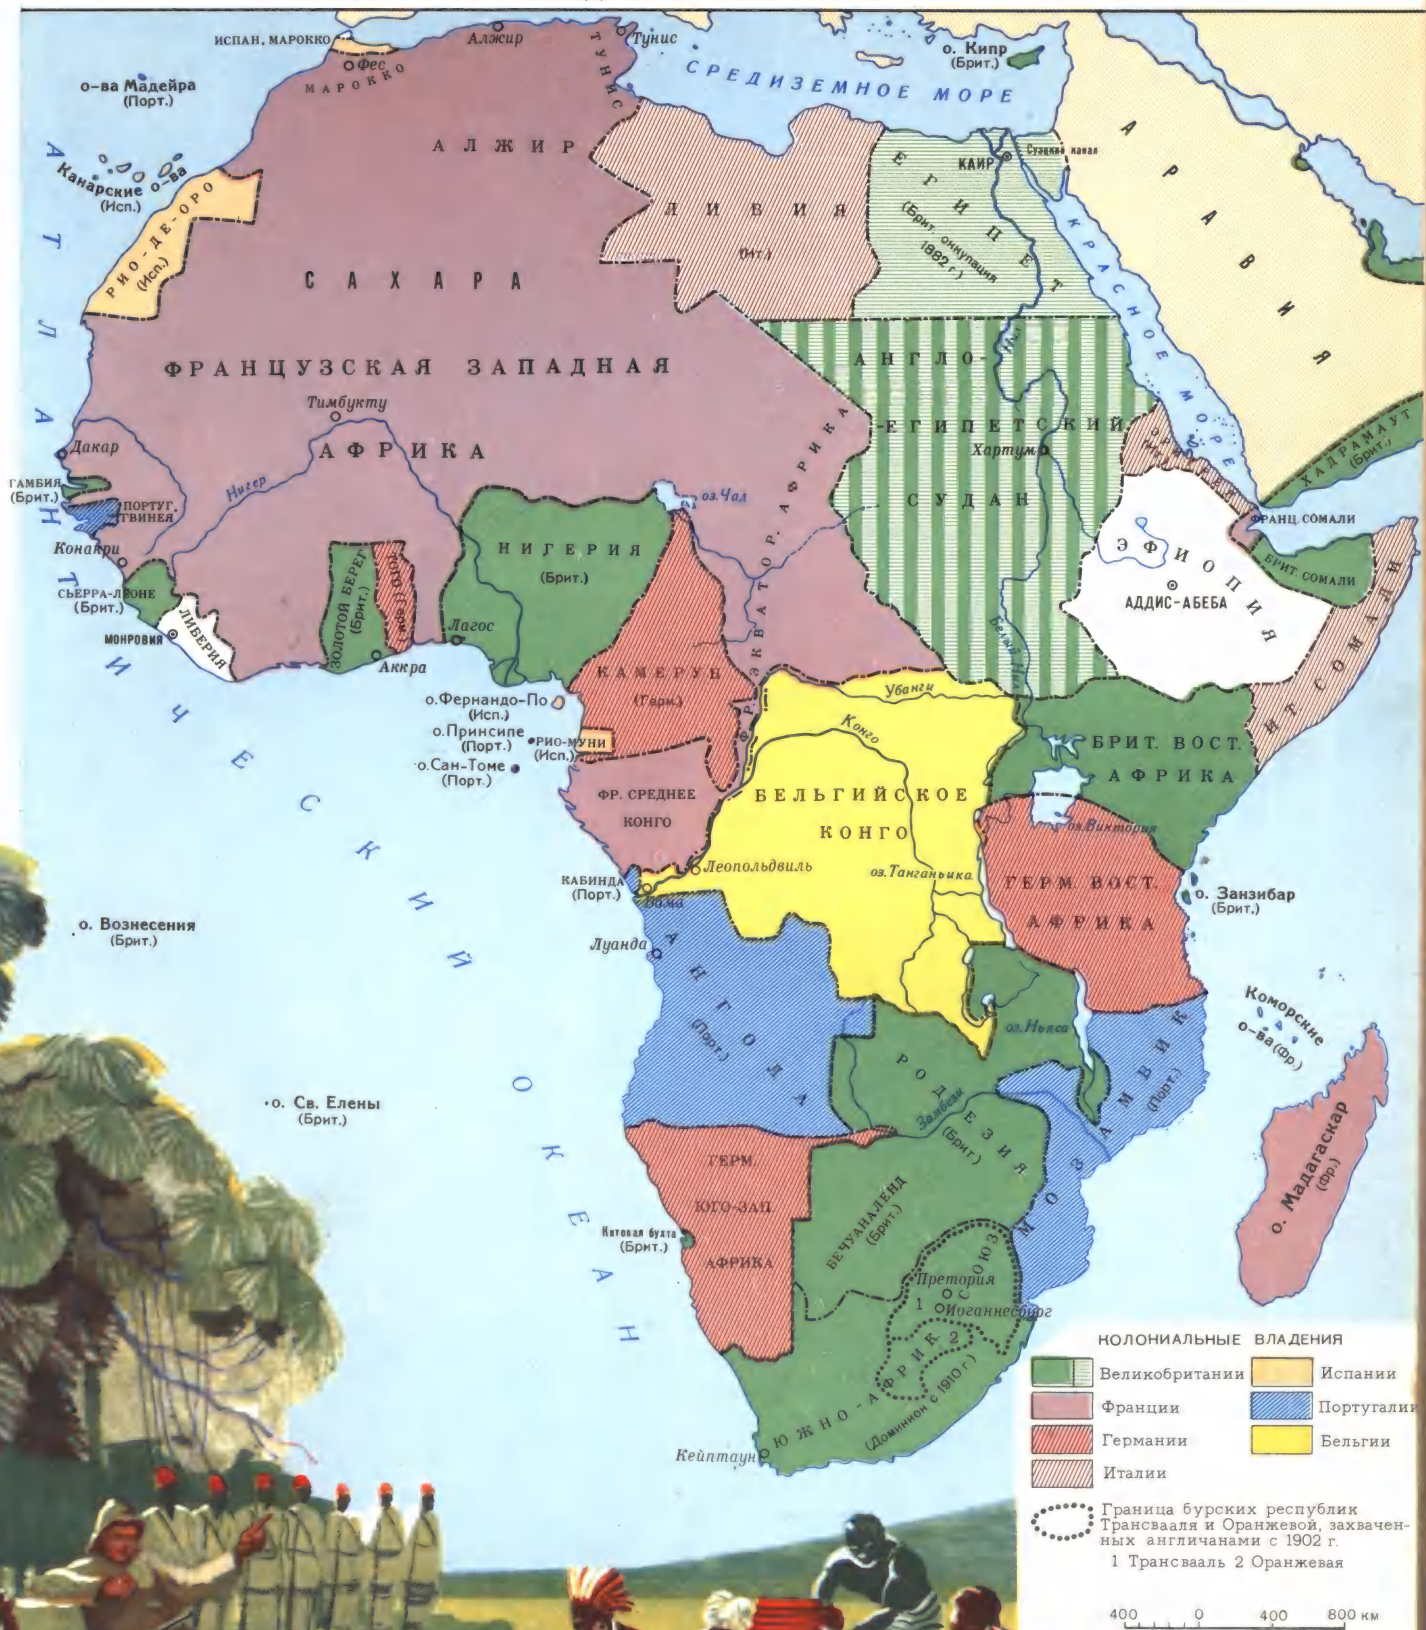 ИСПАН. МАРОККО
Алжир
Тунис
о. Кипр
(Брит.)
Фес
МАРОККО
ТУНИС
о-ва Мадейра
(Порт.)
СРЕДИЗЕМНОЕ МОРЕ
АЛЖИР
АРАВИЯ
КАИР
Суэцкий канал
Канарские о-ва
(Исп.)
РИО-ДЕ-ОРО
(Исп.)
ЛИВИЯ
(Ит.)
ЕГИПЕТ
(Брит. оккупация
1882 г.)
КРАСНОЕ МОРЕ
САХАРА
Нил
ФРАНЦУЗСКАЯ ЗАПАДНАЯ
АФРИКА
АНГЛО-
-ЕГИПЕТСКИЙ
СУДАН
Тимбукту
Дакар
Хартум
ХАДРАМАУТ
(Брит.)
ГАМБИЯ
(Брит.)
Нигер
оз. Чад
ПОРТУГ.
ГВИНЕЯ
ФРАНЦ. СОМАЛИ
Конакри
НИГЕРИЯ
(Брит.)
ФР. ЭКВАТОР. АФРИКА
ЭФИОПИЯ
АДДИС-АБЕБА
БРИТ. СОМАЛИ
СЬЕРРА-ЛЕОНЕ
(Брит.)
ЗОЛОТОЙ БЕРЕГ
(Брит.)
ТОГО (Герм.)
МОНРОВИЯ
ЛИБЕРИЯ
Лагос
Аккра
Белый Нил
ИТ. СОМАЛИ
КАМЕРУН
(Герм.)
о. Фернандо-По
(Исп.)
Убанги
о. Принсипе
(Порт.)
РИО-МУНИ
(Исп.)
Конго
БРИТ. ВОСТ.
АФРИКА
о. Сан-Томе
(Порт.)
ФР. СРЕДНЕЕ
КОНГО
БЕЛЬГИЙСКОЕ
КОНГО
оз. Виктория
Леопольдвиль
оз. Танганьика
КАБИНДА
(Порт.)
Бома
ГЕРМ. ВОСТ.
АФРИКА
о. Занзибар
(Брит.)
о. Вознесения
(Брит.)
Луанда
АНГОЛА
(Порт.)
Коморские
о-ва (Фр.)
оз. Ньяса
РОДЕЗИЯ
(Брит.)
Замбези
МОЗАМБИК
(Порт.)
о. Св. Елены
(Брит.)
о. Мадагаскар
(Фр.)
ГЕРМ.
ЮГО-ЗАП.
АФРИКА
Китовая бухта
(Брит.)
БЕЧУАНАЛЕНД
(Брит.)
Претория
1
Иоганнесбург
2
ЮЖНО-АФРИК. СОЮЗ
(Доминион с 1910 г.)
Кейптаун
АТЛАНТИЧЕСКИЙ ОКЕАН
КОЛОНИАЛЬНЫЕ ВЛАДЕНИЯ
Великобритании
Испании
Франции
Португалии
Германии
Бельгии
Италии
Граница бурских республик
Трансвааля и Оранжевой, захвачен-
ных англичанами с 1902 г.
1 Трансвааль 2 Оранжевая
400 0 400 800 км